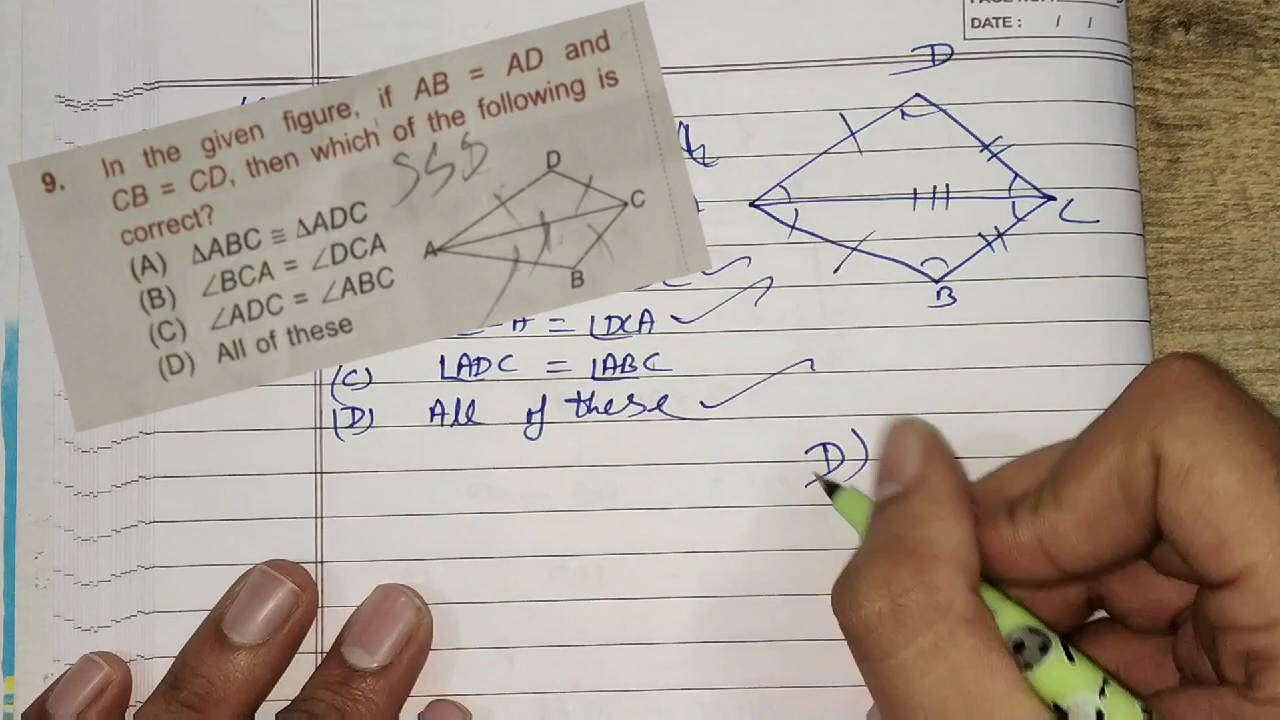 DATE : / /
9. In the given figure, if AB = AD and
CB = CD, then which of the following is
correct?
SSS
(A) ΔABC ≅ ΔADC
(B) ∠BCA = ∠DCA
(C) ∠ADC = ∠ABC
(D) All of these
D
C
A
B
D
C
B
= ∠DCA
(C) ∠ADC = ∠ABC
(D) All of these
D)